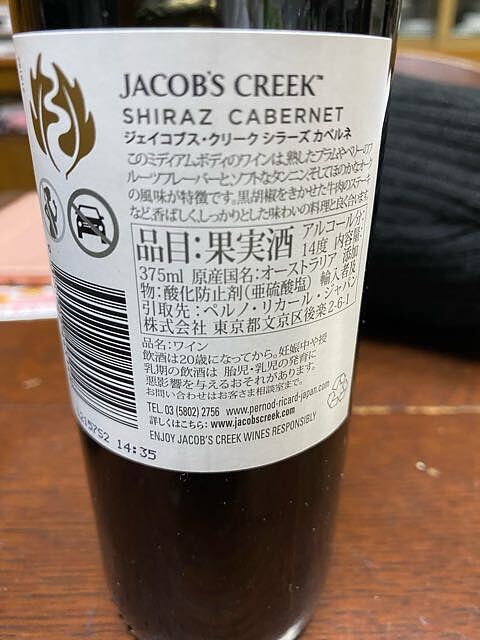 JACOB'S CREEK™
SHIRAZ CABERNET
ジェイコブス・クリーク シラーズ カベルネ
このミディアムボディのワインは、熟したプラムやベリーのフ
ルーツフレーバーとソフトなタンニン、そしてほのかなオーク
の風味が特徴です。黒胡椒をきかせた牛肉のステーキ
など、香ばしく、しっかりとした味わいの料理と良く合います。
品目:果実酒 アルコール分:
14度 内容量:
375ml 原産国名:オーストラリア 添加
物:酸化防止剤(亜硫酸塩) 輸入者及
引取先:ペルノ・リカール・ジャパン
株式会社 東京都文京区後楽2-6-1
品名:ワイン
飲酒は20歳になってから。妊娠中や授
乳期の飲酒は 胎児・乳児の発育に
悪影響を与えるおそれがあります。
お問い合わせはお客さま相談室まで。
TEL 03 (5802) 2756 www.pernod-ricard-japan.com
詳しくはこちら: www.jacobscreek.com
ENJOY JACOB'S CREEK WINES RESPONSIBLY
14:35